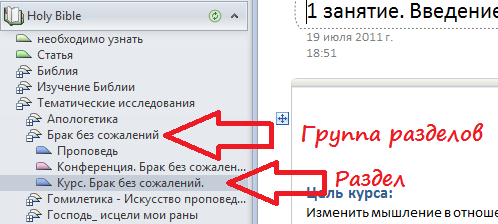 Holy Bible
необходимо узнать
Статья
Библия
Изучение Библии
Тематические исследования
Апологетика
Брак без сожалений
Проповедь
Конференция. Брак без сожален...
Курс. Брак без сожалений.
Гомилетика - Искусство проповед...
Господь_ исцели мои раны
1 занятие. Введение
19 июля 2011 г.
18:51
Группа разделов
Раздел
Цель курса:
Изменить мышление в отнош